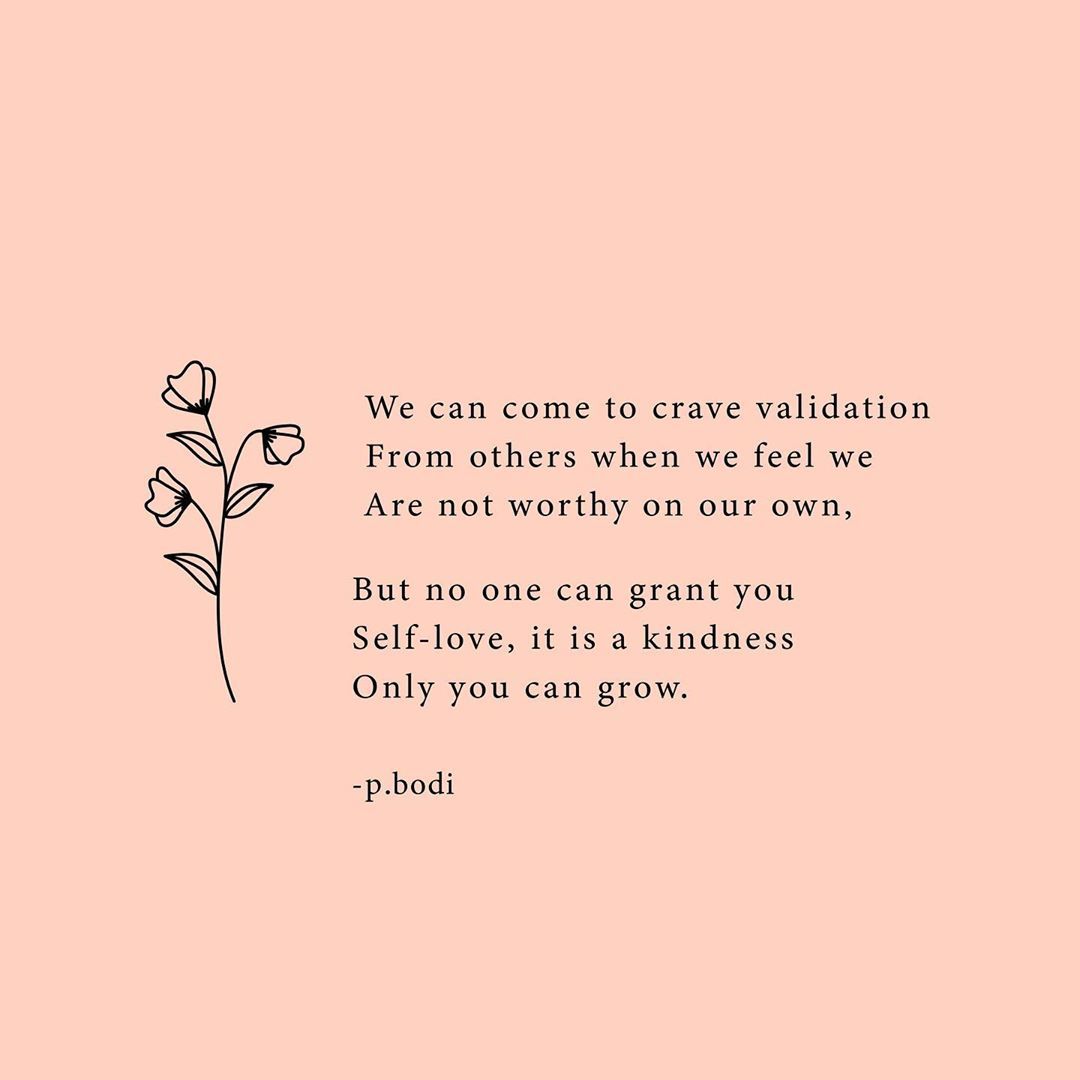 We can come to crave validation
From others when we feel we
Are not worthy on our own,
But no one can grant you
Self-love, it is a kindness
Only you can grow.
-p.bodi